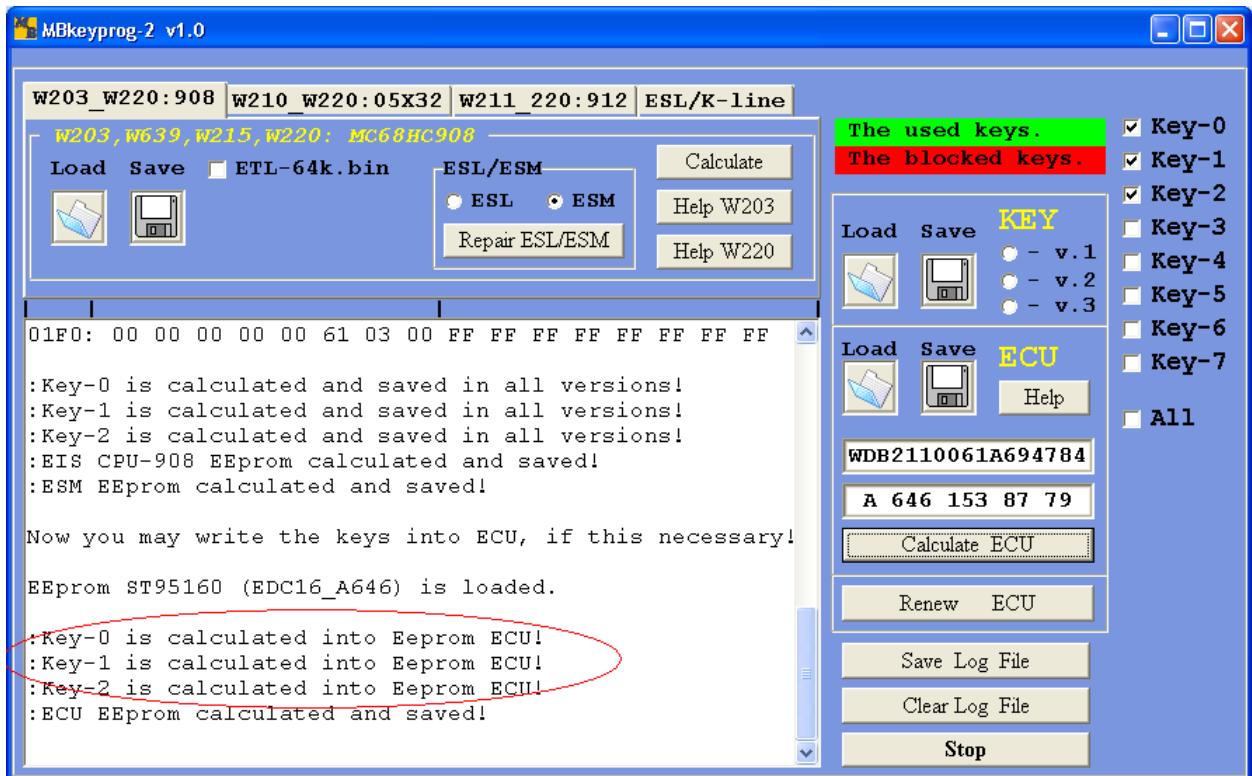 MBkeyprog-2 v1.0
W203_W220:908 W210_W220:05X32 W211_220:912 ESL/K-line
W203,W639,W215,W220: MC68HC908
Load Save ETL-64k.bin
ESL/ESM
ESL ESM
Repair ESL/ESM
Calculate
Help W203
Help W220
01F0: 00 00 00 00 00 61 03 00 FF FF FF FF FF FF FF FF
:Key-0 is calculated and saved in all versions!
:Key-1 is calculated and saved in all versions!
:Key-2 is calculated and saved in all versions!
:EIS CPU-908 EEprom calculated and saved!
:ESM EEprom calculated and saved!
Now you may write the keys into ECU, if this necessary!
EEprom ST95160 (EDC16_A646) is loaded.
:Key-0 is calculated into Eeprom ECU!
:Key-1 is calculated into Eeprom ECU!
:Key-2 is calculated into Eeprom ECU!
:ECU EEprom calculated and saved!
The used keys.
The blocked keys.
Load Save KEY
- v.1
- v.2
- v.3
Load Save ECU
Help
WDB2110061A694784
A 646 153 87 79
Calculate ECU
Renew ECU
Save Log File
Clear Log File
Stop
Key-0
Key-1
Key-2
Key-3
Key-4
Key-5
Key-6
Key-7
All